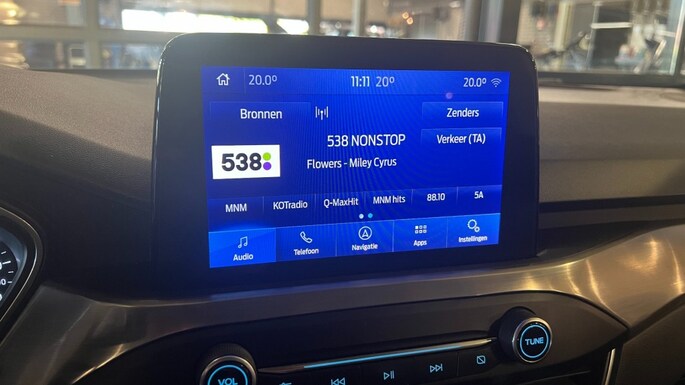 20.0° 11:11 20° 20.0°
Bronnen Zenders
538 NONSTOP Verkeer (TA)
538
Flowers - Miley Cyrus
MNM KOTradio Q-MaxHit MNM hits 88.10 5A
Audio Telefoon Navigatie Apps Instellingen
VOL TUNE